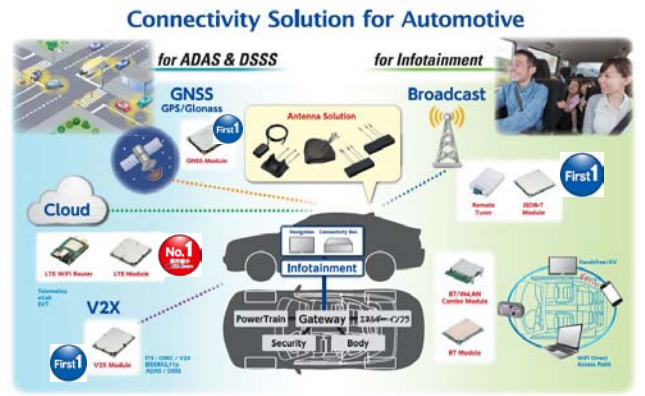 Connectivity Solution for Automotive
for ADAS & DSSS
for Infotainment
GNSS
GPS/Glonass
First1
GNSS Module
Antenna Solution
Broadcast
First1
Remote
Tuner
Module
Cloud
No.1
LTE WiFi Router
LTE Module
Telematics
eCall
Navigation
Connectivity Box
Infotainment
PowerTrain
Gateway
エネルギー・インフラ
Security
Body
V2X
First1
V2X Module
ADAS / DSSS
BT/WLAN
Combo Module
BT Module
Handsfree/AV
WiFi Direct
Access Point